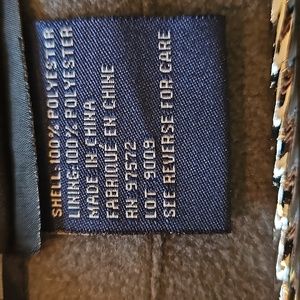 SHELL:100% POLYESTER
LINING:100% POLYESTER
MADE IN CHINA
FABRIQUÉ EN CHINE
RN 97572
LOT 9009
SEE REVERSE FOR CARE